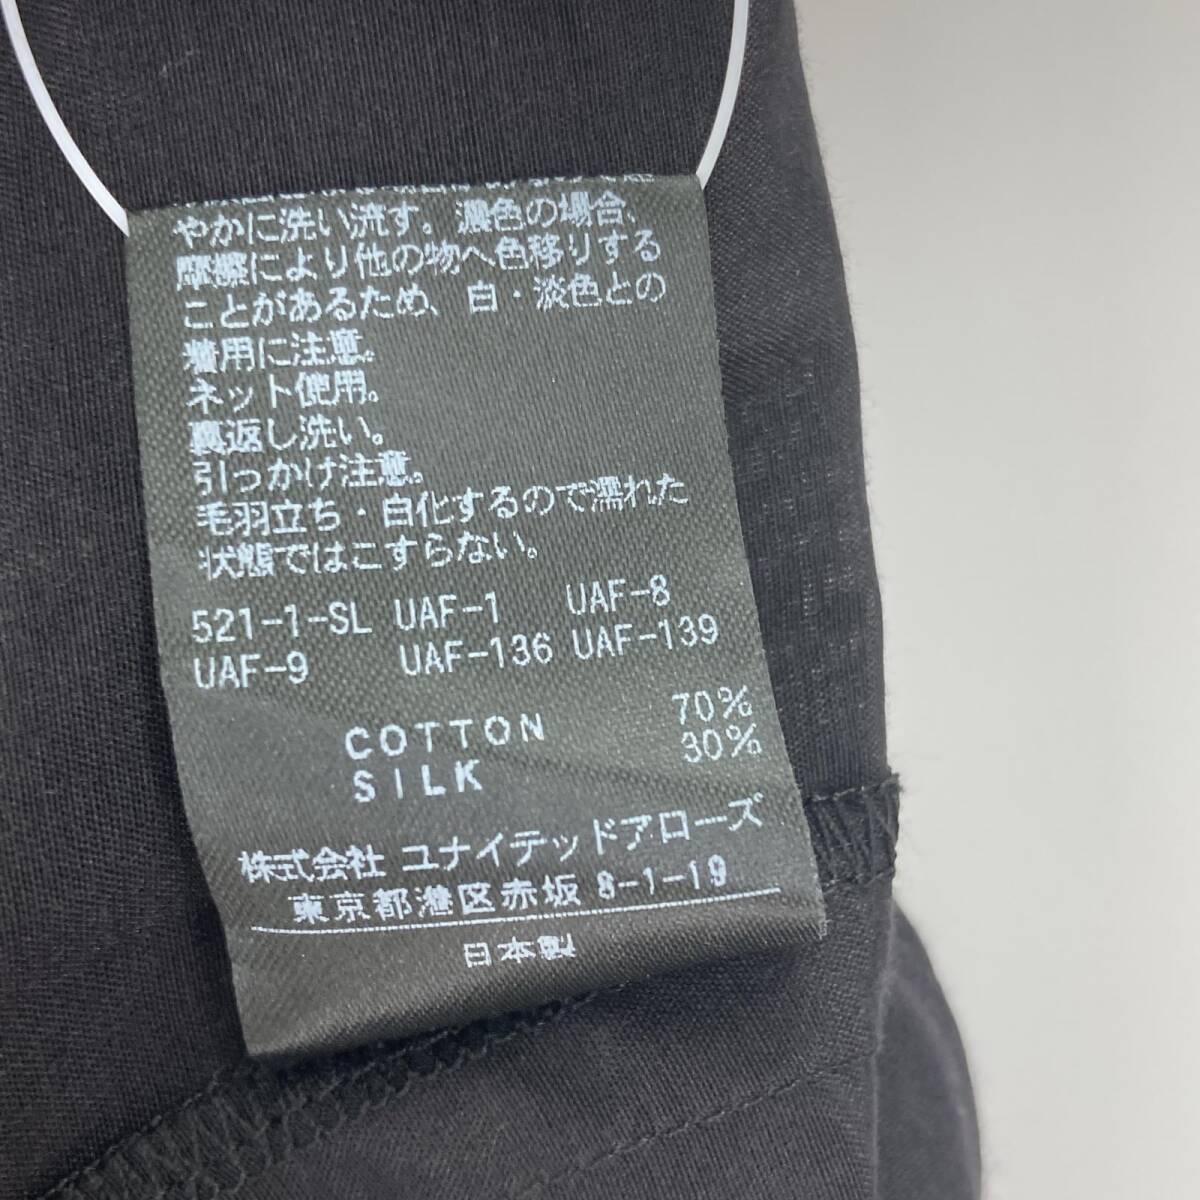 やかに洗い流す。濃色の場合、
摩擦により他の物へ色移りする
ことがあるため、白・淡色との
着用に注意。
ネット使用。
裏返し洗い。
引っかけ注意。
毛羽立ち・白化するので濡れた
状態ではこすらない。
521-1-SL UAF-1 UAF-8
UAF-9 UAF-136 UAF-139
COTTON 70%
SILK 30%
株式会社 ユナイテッドアローズ
東京都港区赤坂 8-1-19
日本製